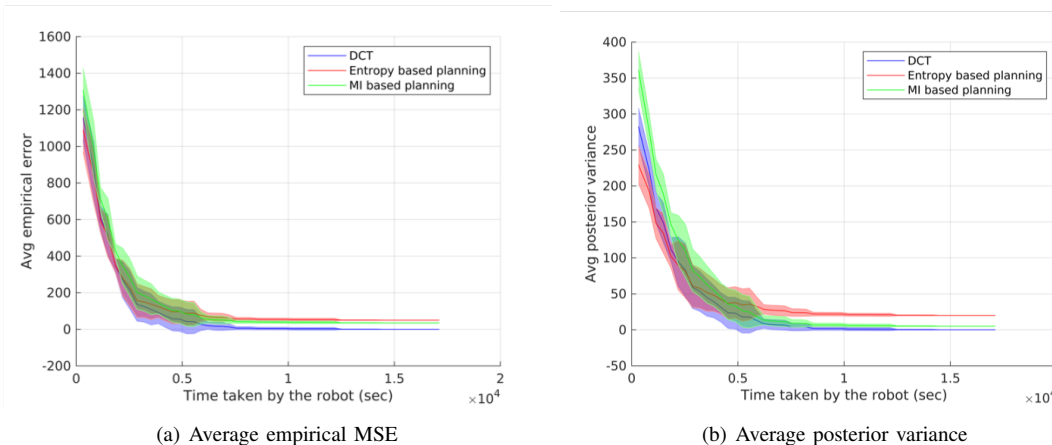 1600
1400
1200
1000
800
600
400
200
0
-200
Avg empirical error
DCT
Entropy based planning
MI based planning
0 0.5 1 1.5 2
Time taken by the robot (sec)
×10⁴
(a) Average empirical MSE
400
350
300
250
200
150
100
50
0
-50
Avg posterior variance
DCT
Entropy based planning
MI based planning
0 0.5 1 1.5
Time taken by the robot (sec)
(b) Average posterior variance